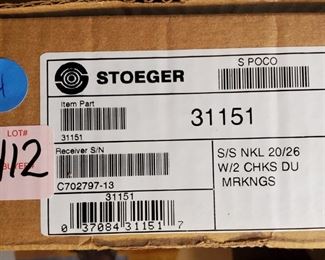 S POCO
STOEGER
Item Part
31151
31151
LOT#
Receiver S/N
112
C702797-13
S/S NKL 20/26
W/2 CHKS DU
MRKNGS
31151
0 37084 31151 7